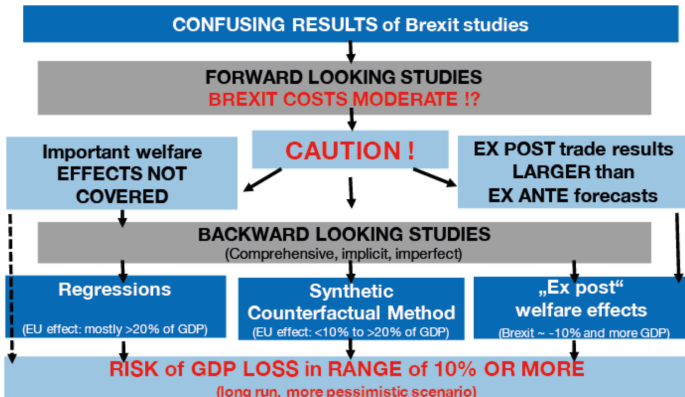 CONFUSING RESULTS of Brexit studies
FORWARD LOOKING STUDIES
BREXIT COSTS MODERATE !?
Important welfare
EFFECTS NOT
COVERED
CAUTION !
EX POST trade results
LARGER than
EX ANTE forecasts
BACKWARD LOOKING STUDIES
(Comprehensive, implicit, imperfect)
Regressions
(EU effect: mostly >20% of GDP)
Synthetic
Counterfactual Method
(EU effect: <10% to >20% of GDP)
„Ex post“
welfare effects
(Brexit ~ -10% and more GDP)
RISK of GDP LOSS in RANGE of 10% OR MORE
(long run, more pessimistic scenario)